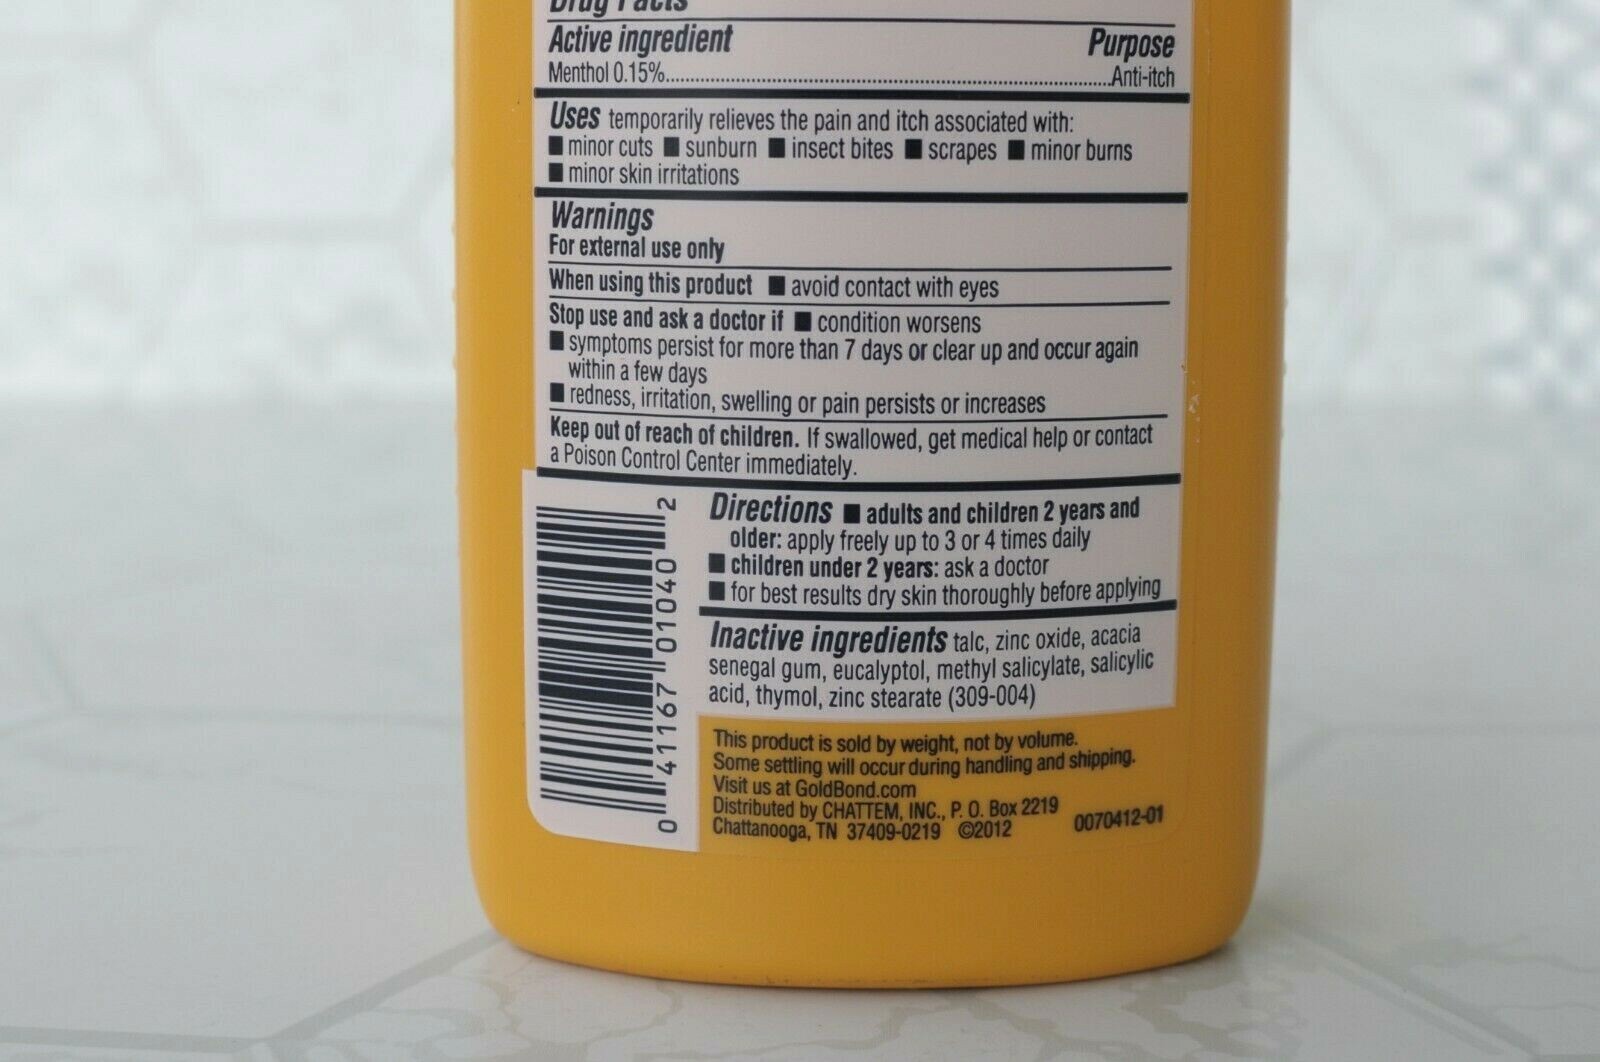 Drug Facts
Active ingredient Purpose
Menthol 0.15%..........Anti-itch
Uses temporarily relieves the pain and itch associated with:
■ minor cuts ■ sunburn ■ insect bites ■ scrapes ■ minor burns
■ minor skin irritations
Warnings
For external use only
When using this product ■ avoid contact with eyes
Stop use and ask a doctor if ■ condition worsens
■ symptoms persist for more than 7 days or clear up and occur again
within a few days
■ redness, irritation, swelling or pain persists or increases
Keep out of reach of children. If swallowed, get medical help or contact
a Poison Control Center immediately.
Directions ■ adults and children 2 years and
older: apply freely up to 3 or 4 times daily
■ children under 2 years: ask a doctor
■ for best results dry skin thoroughly before applying
Inactive ingredients talc, zinc oxide, acacia
senegal gum, eucalyptol, methyl salicylate, salicylic
acid, thymol, zinc stearate (309-004)
0 41167 01040 2
This product is sold by weight, not by volume.
Some settling will occur during handling and shipping.
Visit us at GoldBond.com
Distributed by CHATTEM, INC., P. O. Box 2219
Chattanooga, TN 37409-0219 ©2012 0070412-01